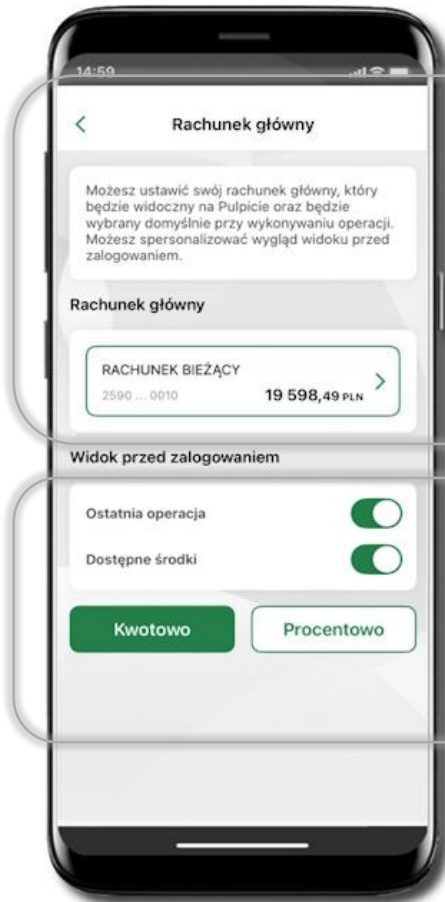 14:59
Rachunek główny
Możesz ustawić swój rachunek główny, który
będzie widoczny na Pulpicie oraz będzie
wybrany domyślnie przy wykonywaniu operacji.
Możesz spersonalizować wygląd widoku przed
zalogowaniem.
Rachunek główny
RACHUNEK BIEŻĄCY
2590 ... 0010 19 598,49 PLN
Widok przed zalogowaniem
Ostatnia operacja
Dostępne środki
Kwotowo Procentowo